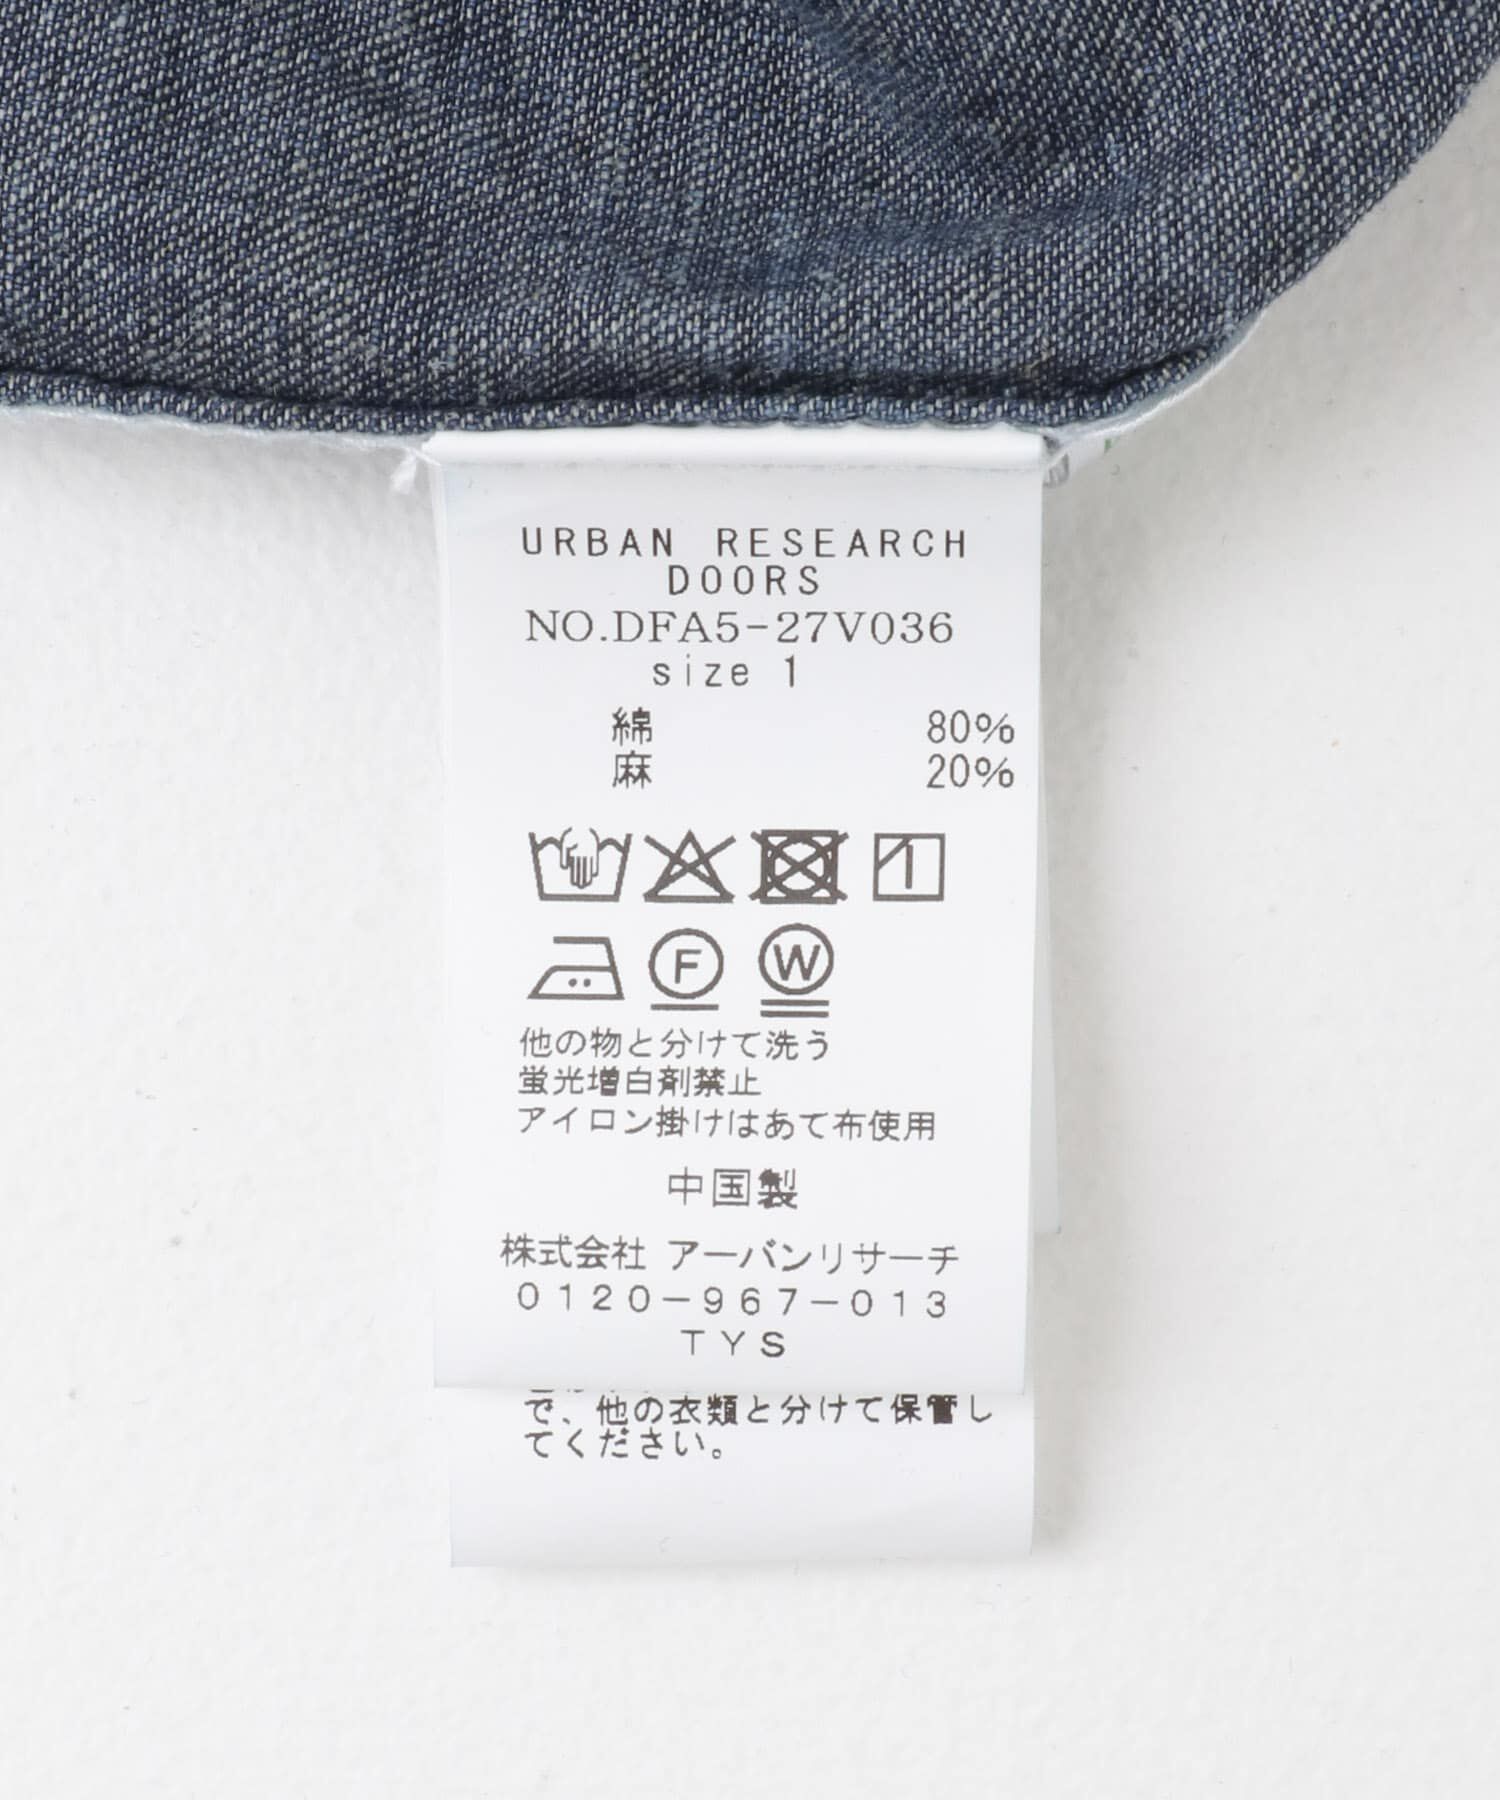 URBAN RESEARCH
DOORS
NO.DFA5-27V036
size 1
綿 80%
麻 20%
F W
他の物と分けて洗う
蛍光増白剤禁止
アイロン掛けはあて布使用
中国製
株式会社 アーバンリサーチ
0120-967-013
TYS
で、他の衣類と分けて保管し
てください。